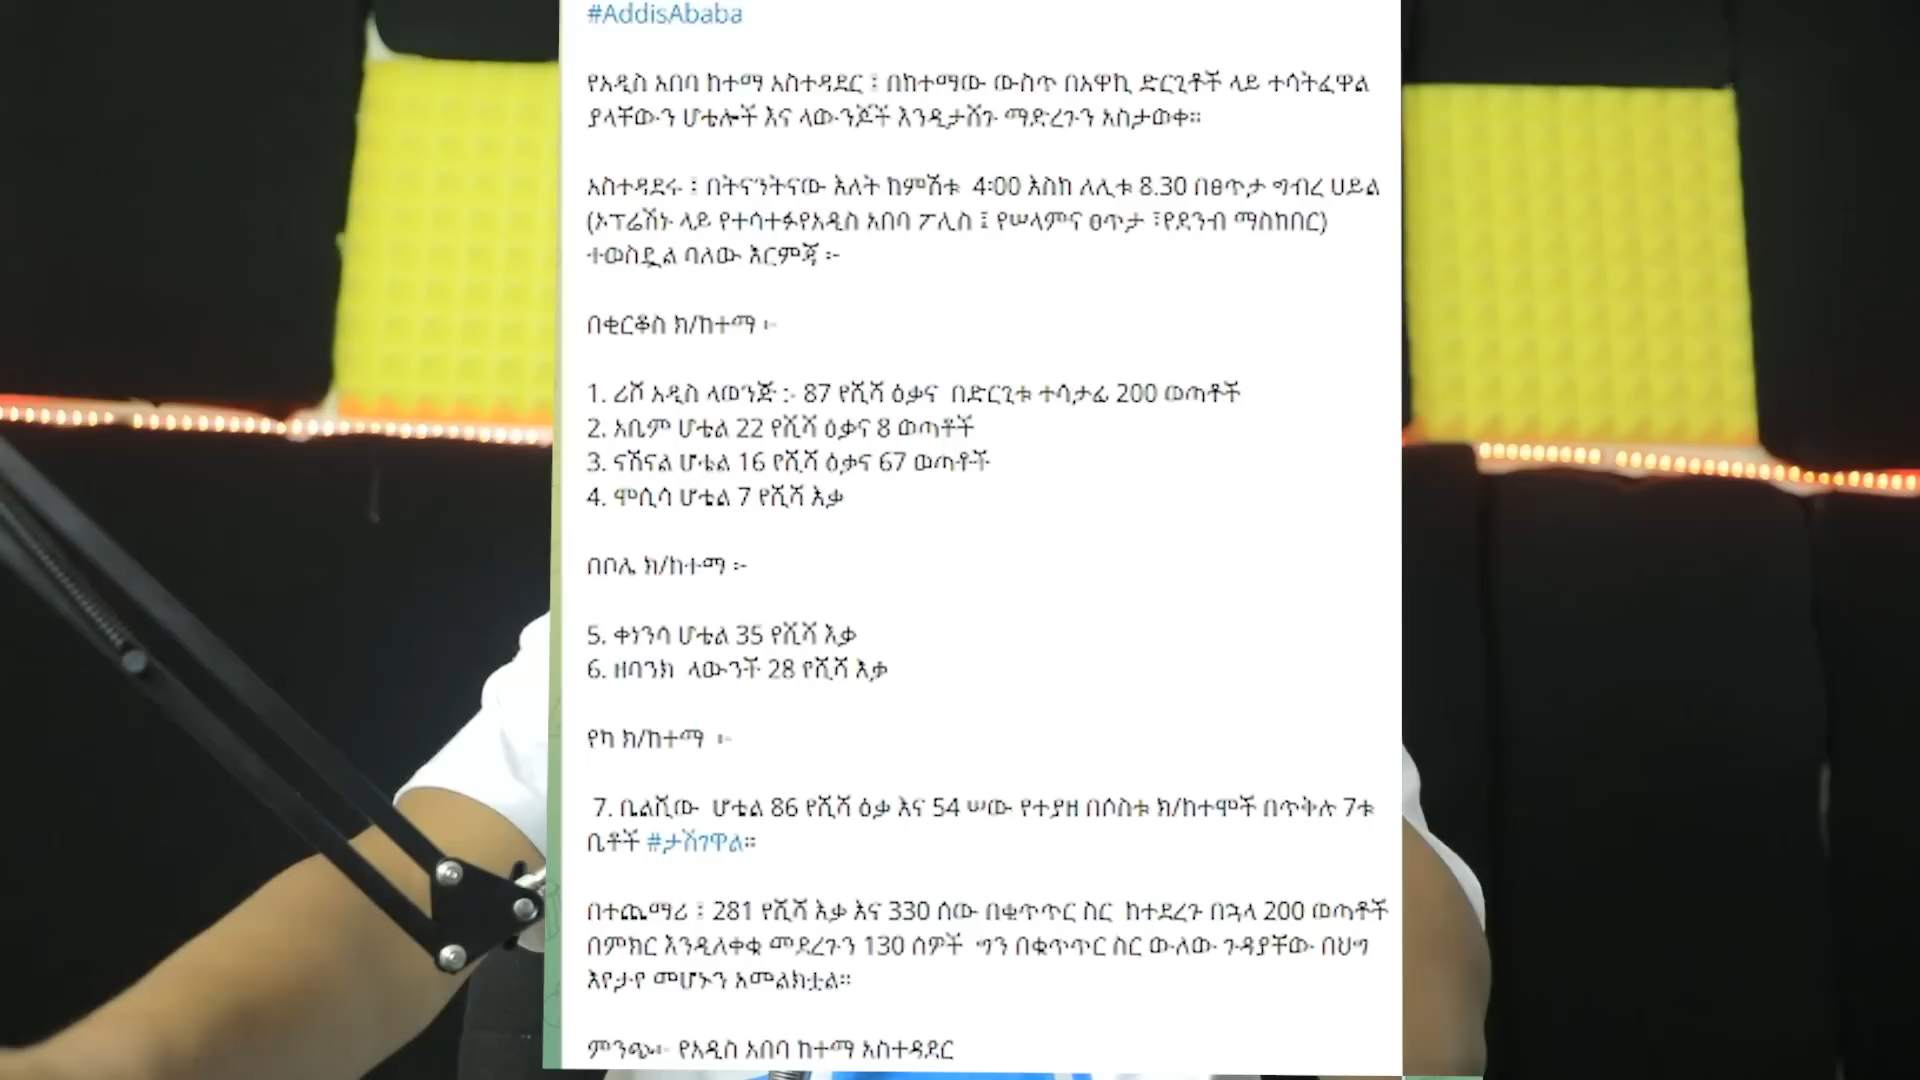 #AddisAbaba
የአዲስ አበባ ከተማ አስተዳደር ፤ በከተማው ውስጥ በአዋኪ ድርጊቶች ላይ ተሳትፈዋል
ያላቸውን ሆቴሎች እና ላውንጆች እንዲታሸጉ ማድረጉን አስታወቀ።
አስተዳደሩ ፤ በትናንትናው እለት ከምሽቱ 4፡00 እስከ ለሊቱ 8.30 በፀጥታ ግብረ ሀይል
(ኦፕሬሽኑ ላይ የተሳተፉየአዲስ አበባ ፖሊስ ፤ የሠላምና ፀጥታ ፣የደንብ ማስከበር)
ተወስዷል ባለው እርምጃ ፦
በቂርቆስ ክ/ከተማ ፦
1. ሪሾ አዲስ ላወንጅ ፦ 87 የሺሻ ዕቃና በድርጊቱ ተሳታፊ 200 ወጣቶች
2. አቤም ሆቴል 22 የሺሻ ዕቃና 8 ወጣቶች
3. ናሽናል ሆቴል 16 የሺሻ ዕቃና 67 ወጣቶች
4. ሞሲሳ ሆቴል 7 የሺሻ እቃ
በቦሌ ክ/ከተማ ፦
5. ቀነንሳ ሆቴል 35 የሺሻ እቃ
6. ዘባንክ ላውንች 28 የሺሻ እቃ
የካ ክ/ከተማ ፦
7. ቤልቪው ሆቴል 86 የሺሻ ዕቃ እና 54 ሠው የተያዘ በሶስቱ ክ/ከተሞች በጥቅሉ 7ቱ
ቤቶች #ታሽገዋል።
በተጨማሪ ፤ 281 የሺሻ እቃ እና 330 ሰው በቁጥጥር ስር ከተደረጉ በኋላ 200 ወጣቶች
በምክር እንዲለቀቁ መደረጉን 130 ሰዎች ግን በቁጥጥር ስር ውለው ጉዳያቸው በህግ
እየታየ መሆኑን አመልክቷል።
ምንጭ፦ የአዲስ አበባ ከተማ አስተዳደር